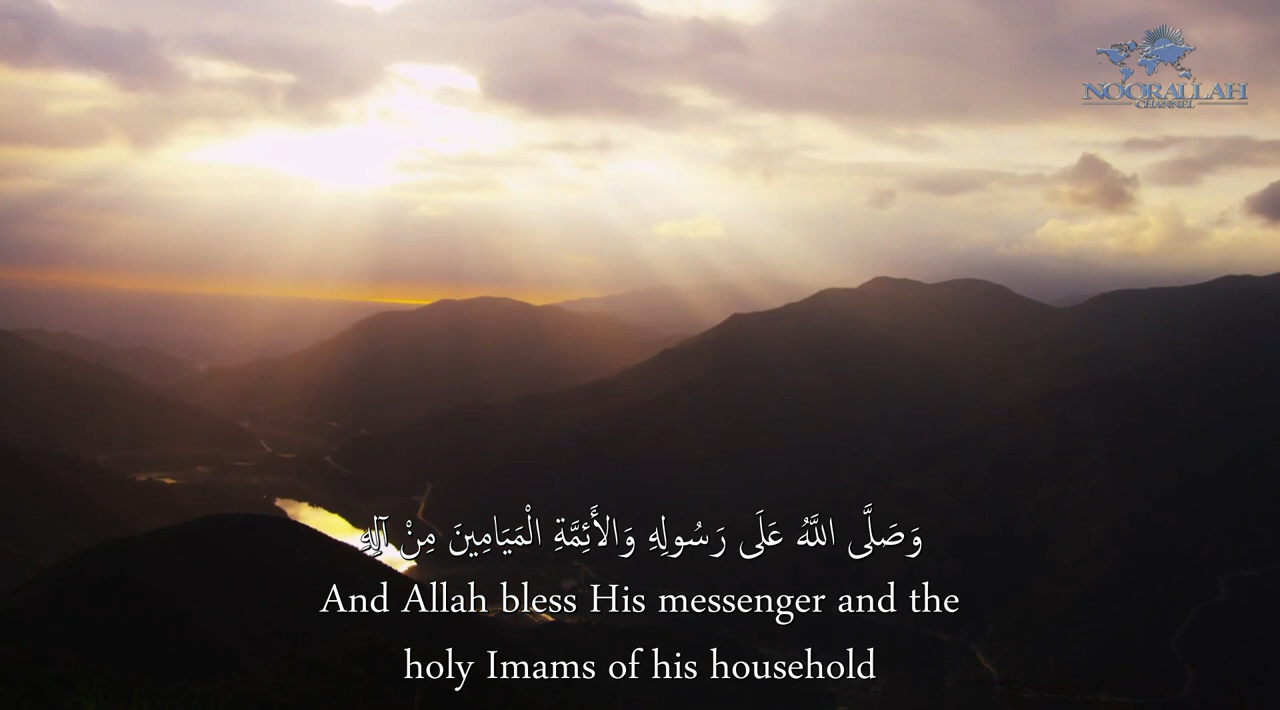 NOORALLAH
CHANNEL
وَصَلَّى اللَّهُ عَلَى رَسُولِهِ وَالأَئِمَّةِ الْمَيَامِينَ مِنْ آلِهِ
And Allah bless His messenger and the
holy Imams of his household